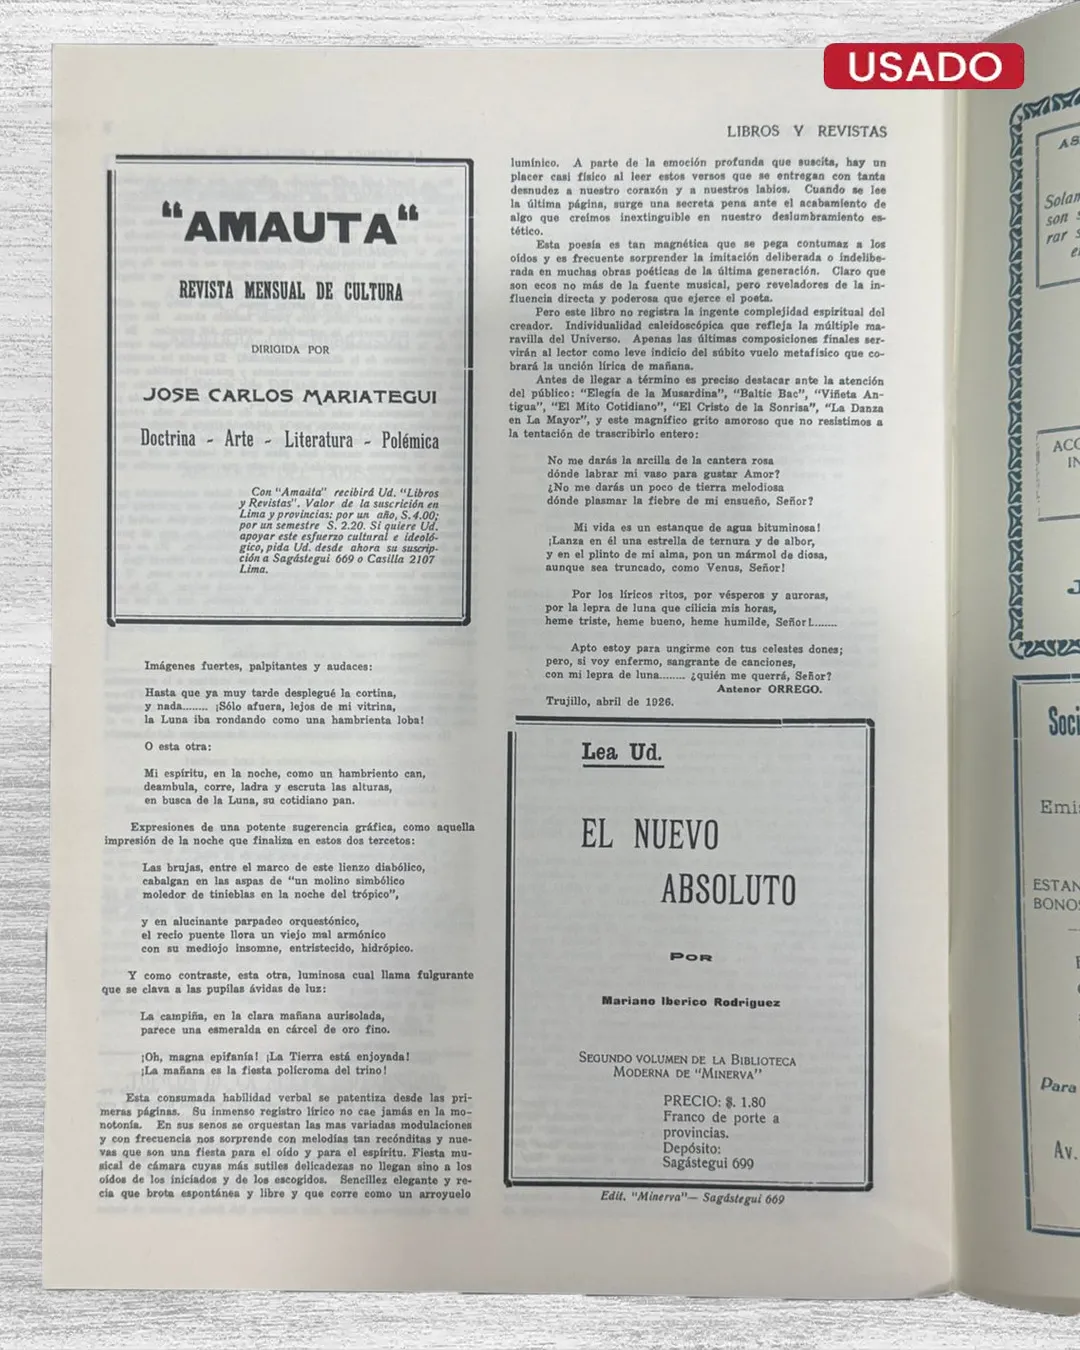 USADO
LIBROS Y REVISTAS
"AMAUTA"
REVISTA MENSUAL DE CULTURA
DIRIGIDA POR
JOSE CARLOS MARIATEGUI
Doctrina - Arte - Literatura - Polémica
Con "Amauta" recibirá Ud. "Libros
y Revistas". Valor de la suscrición en
Lima y provincias: por un año, S. 4.00;
por un semestre S. 2.20. Si quiere Ud.
apoyar este esfuerzo cultural e ideoló-
gico, pida Ud. desde ahora su suscrip-
ción a Sagástegui 669 o Casilla 2107
Lima.
Imágenes fuertes, palpitantes y audaces:
Hasta que ya muy tarde desplegué la cortina,
y nada........ ¡Sólo afuera, lejos de mi vitrina,
la Luna iba rondando como una hambrienta loba!
O esta otra:
Mi espíritu, en la noche, como un hambriento can,
deambula, corre, ladra y escruta las alturas,
en busca de la Luna, su cotidiano pan.
Expresiones de una potente sugerencia gráfica, como aquella
impresión de la noche que finaliza en estos dos tercetos:
Las brujas, entre el marco de este lienzo diabólico,
cabalgan en las aspas de "un molino simbólico
moledor de tinieblas en la noche del trópico",
y en alucinante parpadeo orquestónico,
el recio puente llora un viejo mal armónico
con su mediojo insomne, entristecido, hidrópico.
Y como contraste, esta otra, luminosa cual llama fulgurante
que se clava a las pupilas ávidas de luz:
La campiña, en la clara mañana aurisolada,
parece una esmeralda en cárcel de oro fino.
¡Oh, magna epifanía! ¡La Tierra está enjoyada!
¡La mañana es la fiesta polícroma del trino!
Esta consumada habilidad verbal se patentiza desde las pri-
meras páginas. Su inmenso registro lírico no cae jamás en la mo-
notonía. En sus senos se orquestan las mas variadas modulaciones
y con frecuencia nos sorprende con melodías tan recónditas y nue-
vas que son una fiesta para el oído y para el espíritu. Fiesta mu-
sical de cámara cuyas más sutiles delicadezas no llegan sino a los
oídos de los iniciados y de los escogidos. Sencillez elegante y re-
cia que brota espontánea y libre y que corre como un arroyuelo
lumínico. A parte de la emoción profunda que suscita, hay un
placer casi físico al leer estos versos que se entregan con tanta
desnudez a nuestro corazón y a nuestros labios. Cuando se lee
la última página, surge una secreta pena ante el acabamiento de
algo que creímos inextinguible en nuestro deslumbramiento es-
tético.
Esta poesía es tan magnética que se pega contumaz a los
oídos y es frecuente sorprender la imitación deliberada o indelibe-
rada en muchas obras poéticas de la última generación. Claro que
son ecos no más de la fuente musical, pero reveladores de la in-
fluencia directa y poderosa que ejerce el poeta.
Pero este libro no registra la ingente complejidad espiritual del
creador. Individualidad caleidoscópica que refleja la múltiple ma-
ravilla del Universo. Apenas las últimas composiciones finales ser-
virán al lector como leve indicio del súbito vuelo metafísico que co-
brará la unción lírica de mañana.
Antes de llegar a término es preciso destacar ante la atención
del público: "Elegía de la Musardina", "Baltic Bac", "Viñeta An-
tigua", "El Mito Cotidiano", "El Cristo de la Sonrisa", "La Danza
en La Mayor", y este magnífico grito amoroso que no resistimos a
la tentación de trascribirlo entero:
No me darás la arcilla de la cantera rosa
dónde labrar mi vaso para gustar Amor?
¿No me darás un poco de tierra melodiosa
dónde plasmar la fiebre de mi ensueño, Señor?
Mi vida es un estanque de agua bituminosa!
¡Lanza en él una estrella de ternura y de albor,
y en el plinto de mi alma, pon un mármol de diosa,
aunque sea truncado, como Venus, Señor!
Por los líricos ritos, por vésperos y auroras,
por la lepra de luna que cilicia mis horas,
heme triste, heme bueno, heme humilde, Señor!.......
Apto estoy para ungirme con tus celestes dones;
pero, si voy enfermo, sangrante de canciones,
con mi lepra de luna........ ¿quién me querrá, Señor?
Antenor ORREGO.
Trujillo, abril de 1926.
Lea Ud.
EL NUEVO
ABSOLUTO
POR
Mariano Iberico Rodriguez
SEGUNDO VOLUMEN DE LA BIBLIOTECA
MODERNA DE "MINERVA"
PRECIO: $. 1.80
Franco de porte a
provincias.
Depósito:
Sagástegui 699
Edit. "Minerva"— Sagástegui 669
Solam
son s
rar s
ACO
IN
J
Soci
Emis
ESTAN
BONOS
Para
Av.